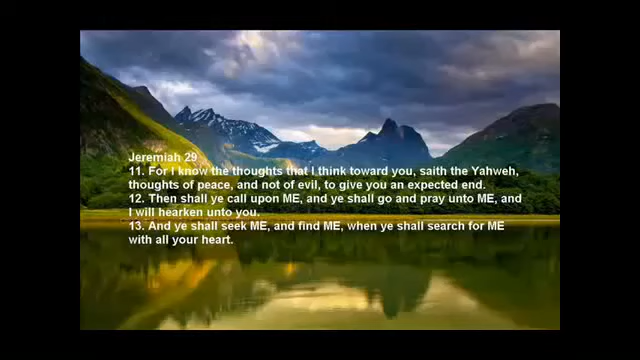 Jeremiah 29
11. For I know the thoughts that I think toward you, saith the Yahweh,
thoughts of peace, and not of evil, to give you an expected end.
12. Then shall ye call upon ME, and ye shall go and pray unto ME, and
I will hearken unto you.
13. And ye shall seek ME, and find ME, when ye shall search for ME
with all your heart.